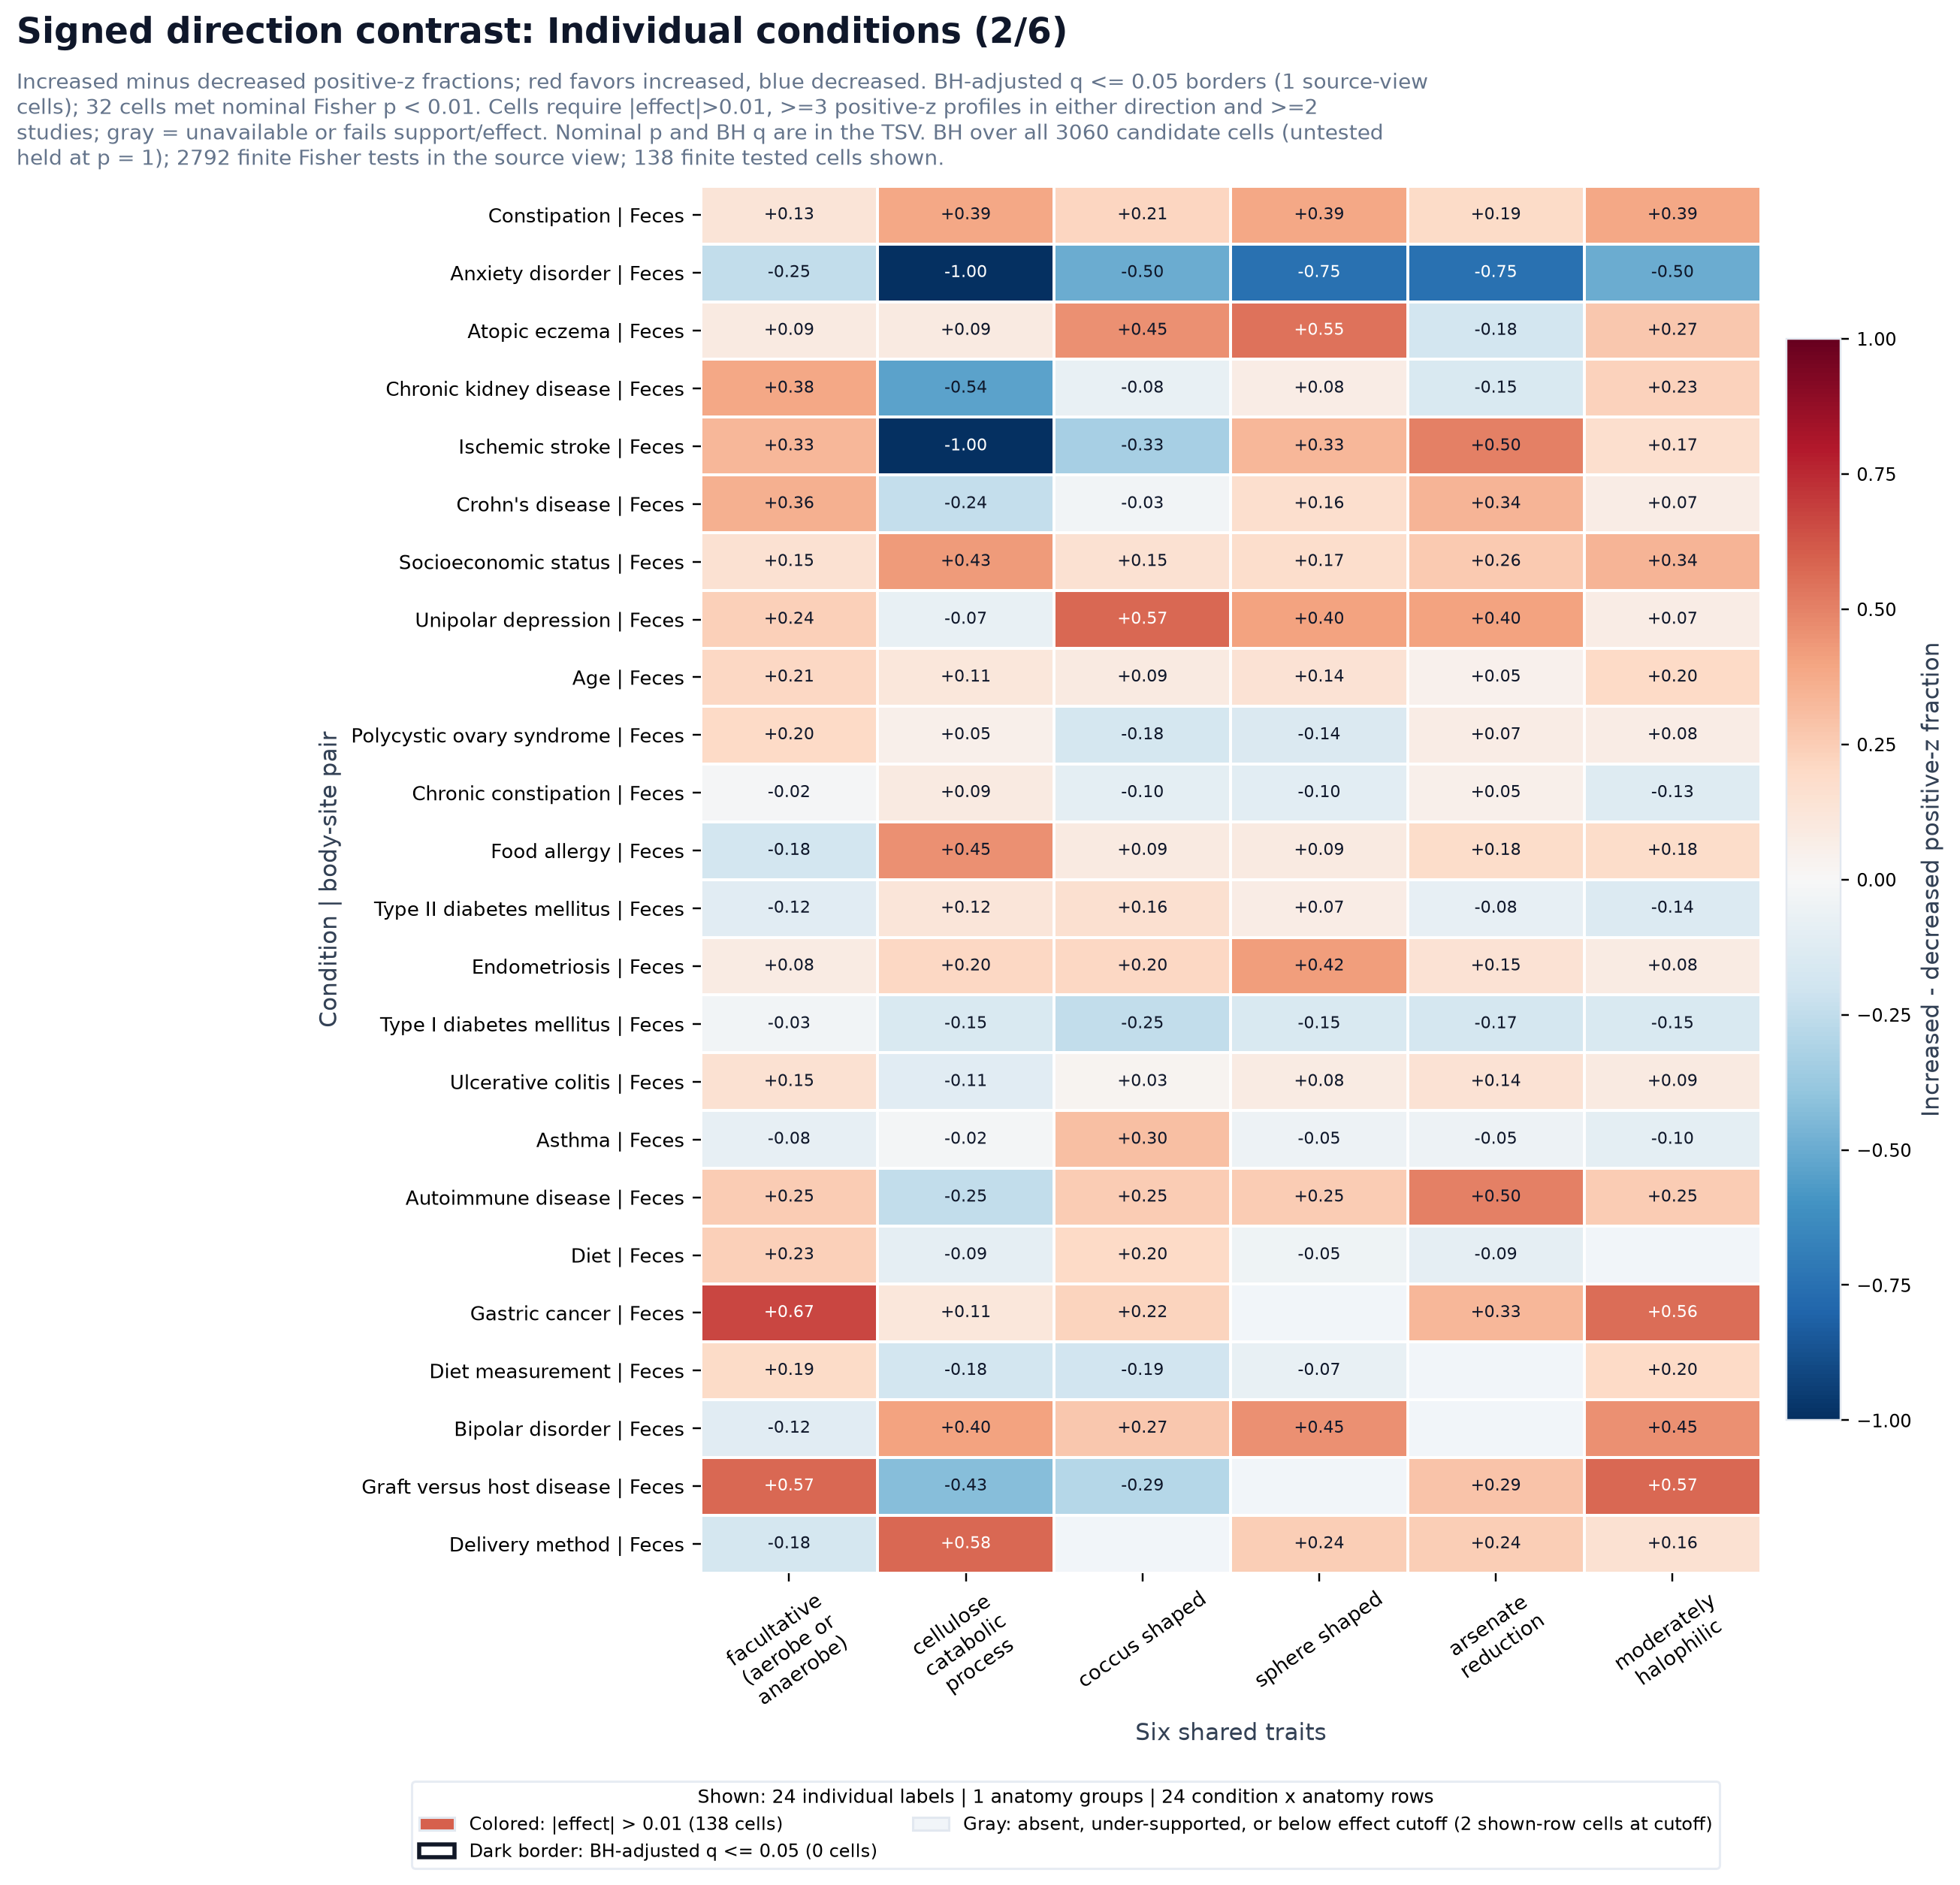 Signed direction contrast: Individual conditions (2/6)
Increased minus decreased positive-z fractions; red favors increased, blue decreased. BH-adjusted q <= 0.05 borders (1 source-view
cells); 32 cells met nominal Fisher p < 0.01. Cells require |effect|>0.01, >=3 positive-z profiles in either direction and >=2
studies; gray = unavailable or fails support/effect. Nominal p and BH q are in the TSV. BH over all 3060 candidate cells (untested
held at p = 1); 2792 finite Fisher tests in the source view; 138 finite tested cells shown.
Condition | body-site pair
Constipation | Feces +0.13 +0.39 +0.21 +0.39 +0.19 +0.39
Anxiety disorder | Feces -0.25 -1.00 -0.50 -0.75 -0.75 -0.50
Atopic eczema | Feces +0.09 +0.09 +0.45 +0.55 -0.18 +0.27
Chronic kidney disease | Feces +0.38 -0.54 -0.08 +0.08 -0.15 +0.23
Ischemic stroke | Feces +0.33 -1.00 -0.33 +0.33 +0.50 +0.17
Crohn's disease | Feces +0.36 -0.24 -0.03 +0.16 +0.34 +0.07
Socioeconomic status | Feces +0.15 +0.43 +0.15 +0.17 +0.26 +0.34
Unipolar depression | Feces +0.24 -0.07 +0.57 +0.40 +0.40 +0.07
Age | Feces +0.21 +0.11 +0.09 +0.14 +0.05 +0.20
Polycystic ovary syndrome | Feces +0.20 +0.05 -0.18 -0.14 +0.07 +0.08
Chronic constipation | Feces -0.02 +0.09 -0.10 -0.10 +0.05 -0.13
Food allergy | Feces -0.18 +0.45 +0.09 +0.09 +0.18 +0.18
Type II diabetes mellitus | Feces -0.12 +0.12 +0.16 +0.07 -0.08 -0.14
Endometriosis | Feces +0.08 +0.20 +0.20 +0.42 +0.15 +0.08
Type I diabetes mellitus | Feces -0.03 -0.15 -0.25 -0.15 -0.17 -0.15
Ulcerative colitis | Feces +0.15 -0.11 +0.03 +0.08 +0.14 +0.09
Asthma | Feces -0.08 -0.02 +0.30 -0.05 -0.05 -0.10
Autoimmune disease | Feces +0.25 -0.25 +0.25 +0.25 +0.50 +0.25
Diet | Feces +0.23 -0.09 +0.20 -0.05 -0.09
Gastric cancer | Feces +0.67 +0.11 +0.22 +0.33 +0.56
Diet measurement | Feces +0.19 -0.18 -0.19 -0.07 +0.20
Bipolar disorder | Feces -0.12 +0.40 +0.27 +0.45 +0.45
Graft versus host disease | Feces +0.57 -0.43 -0.29 +0.29 +0.57
Delivery method | Feces -0.18 +0.58 +0.24 +0.24 +0.16
facultative
(aerobe or
anaerobe)
cellulose
catabolic
process
coccus shaped
sphere shaped
arsenate
reduction
moderately
halophilic
Six shared traits
1.00
0.75
0.50
0.25
0.00
−0.25
−0.50
−0.75
−1.00
Increased - decreased positive-z fraction
Shown: 24 individual labels | 1 anatomy groups | 24 condition x anatomy rows
Colored: |effect| > 0.01 (138 cells)
Dark border: BH-adjusted q <= 0.05 (0 cells)
Gray: absent, under-supported, or below effect cutoff (2 shown-row cells at cutoff)